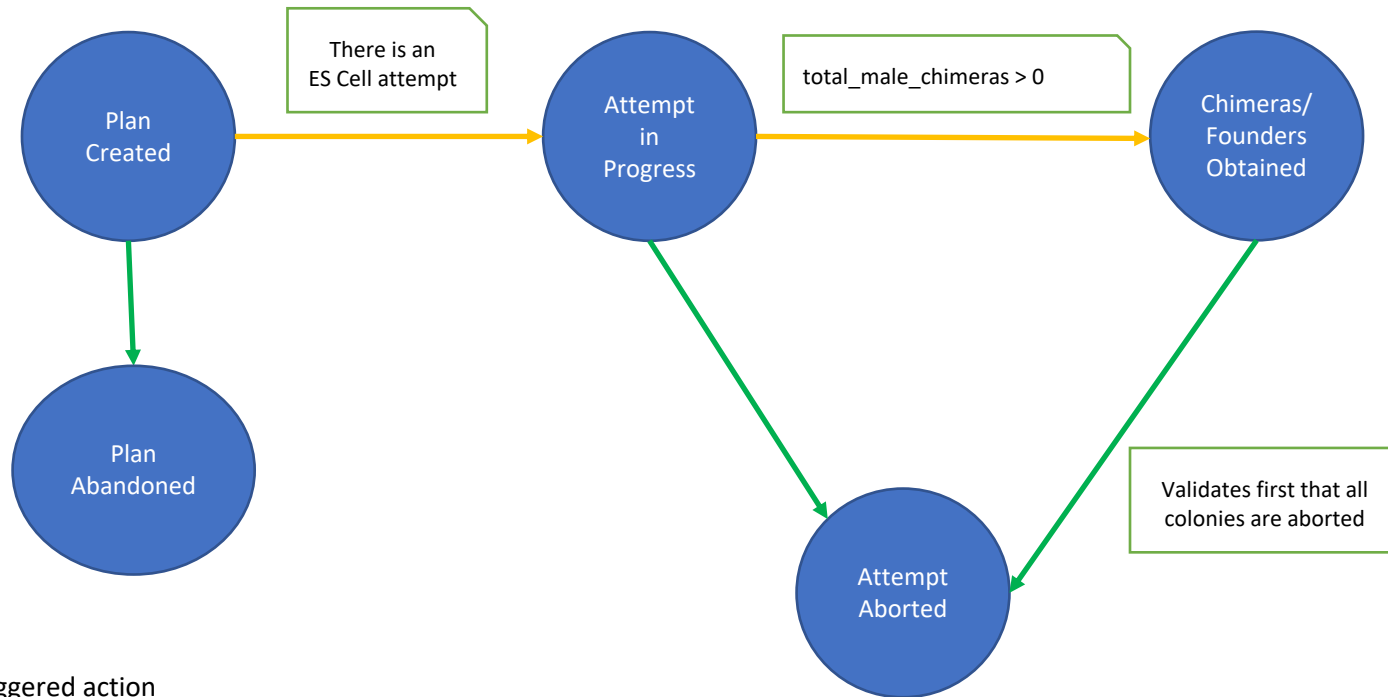 There is an
ES Cell attempt
total_male_chimeras > 0
Plan
Created
Attempt
in
Progress
Chimeras/
Founders
Obtained
Plan
Abandoned
Validates first that all
colonies are aborted
Attempt
Aborted
action